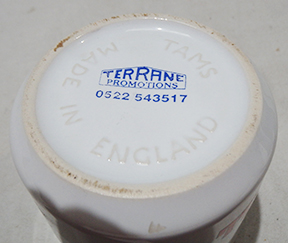 TAMS
TERRANE
PROMOTIONS
0522 543517
MADE IN ENGLAND